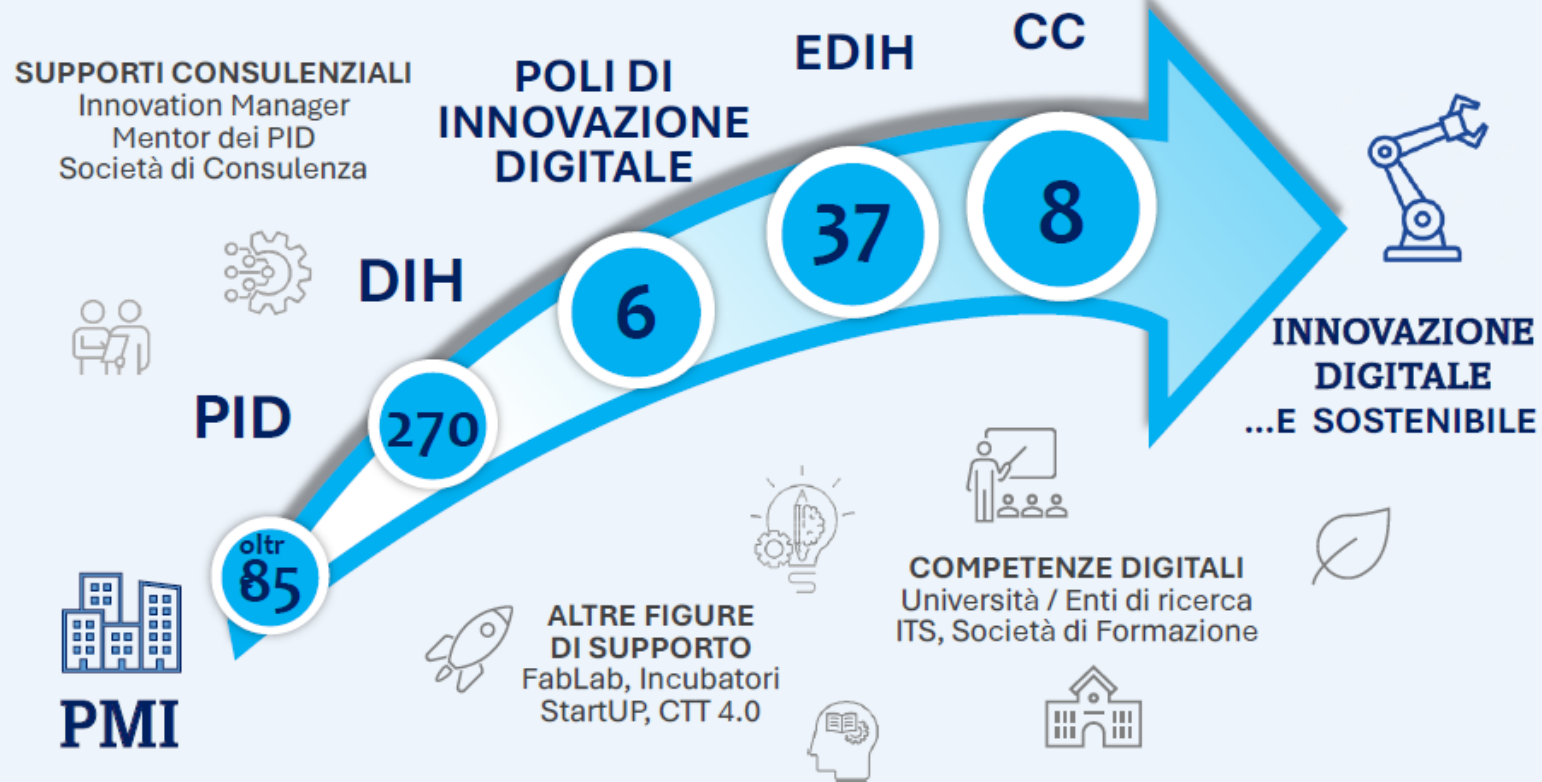 SUPPORTI CONSULENZIALI
Innovation Manager
Mentor dei PID
Società di Consulenza
POLI DI
INNOVAZIONE
DIGITALE
EDIH
CC
8
37
6
DIH
270
PID
oltr
e
85
PMI
INNOVAZIONE
DIGITALE
...E SOSTENIBILE
ALTRE FIGURE
DI SUPPORTO
FabLab, Incubatori
StartUP, CTT 4.0
COMPETENZE DIGITALI
Università / Enti di ricerca
ITS, Società di Formazione